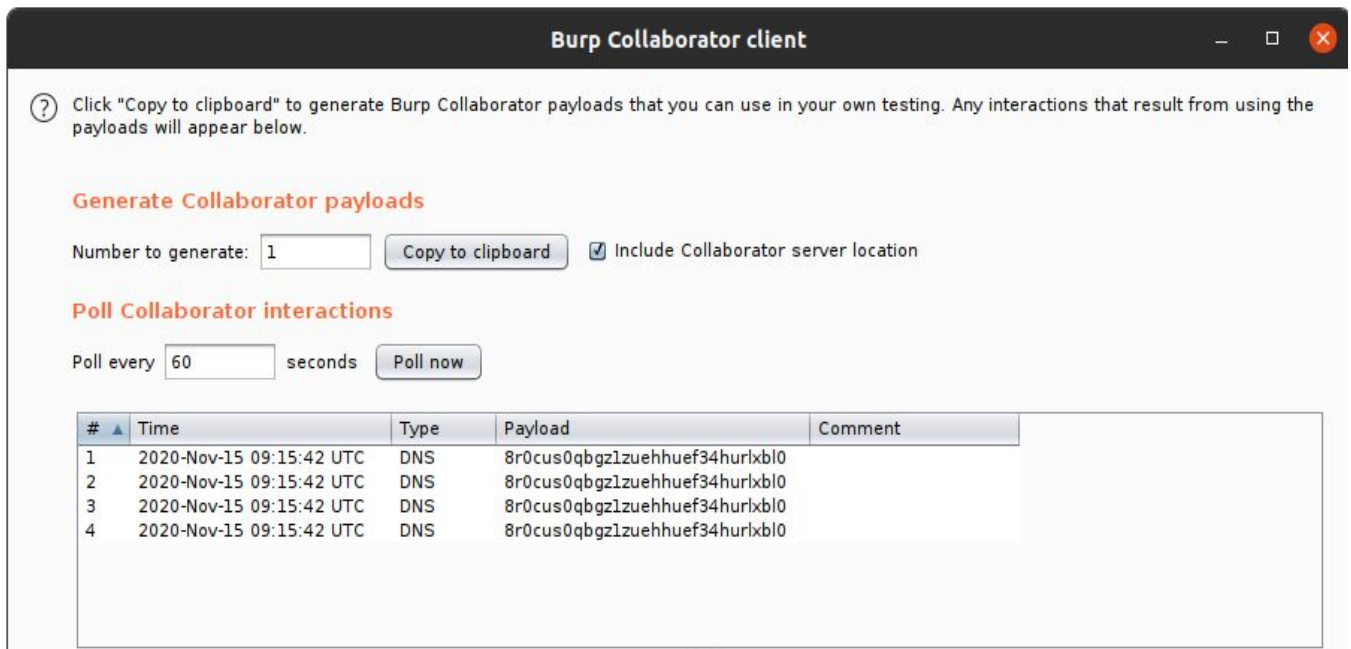 Burp Collaborator client
Click "Copy to clipboard" to generate Burp Collaborator payloads that you can use in your own testing. Any interactions that result from using the
payloads will appear below.
Generate Collaborator payloads
Number to generate: 1 Copy to clipboard Include Collaborator server location
Poll Collaborator interactions
Poll every 60 seconds Poll now
# Time Type Payload Comment
1 2020-Nov-15 09:15:42 UTC DNS 8r0cus0qbgz1zuehhuef34hurlxbl0
2 2020-Nov-15 09:15:42 UTC DNS 8r0cus0qbgz1zuehhuef34hurlxbl0
3 2020-Nov-15 09:15:42 UTC DNS 8r0cus0qbgz1zuehhuef34hurlxbl0
4 2020-Nov-15 09:15:42 UTC DNS 8r0cus0qbgz1zuehhuef34hurlxbl0